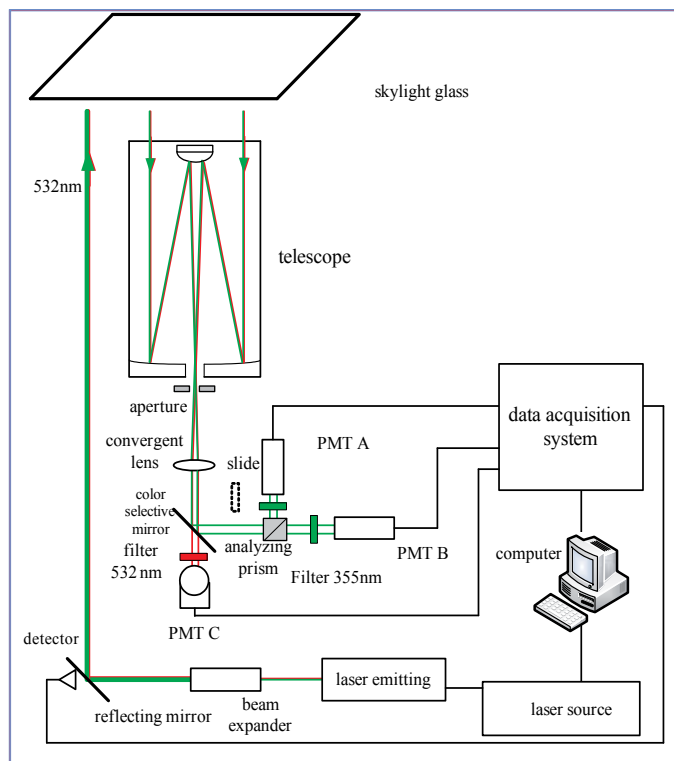 skylight glass
532nm
telescope
aperture
convergent
lens
slide
PMT A
data acquisition
system
color
selective
mirror
filter
532 nm
analyzing
prism
Filter 355nm
PMT B
computer
PMT C
detector
reflecting mirror
beam
expander
laser emitting
laser source